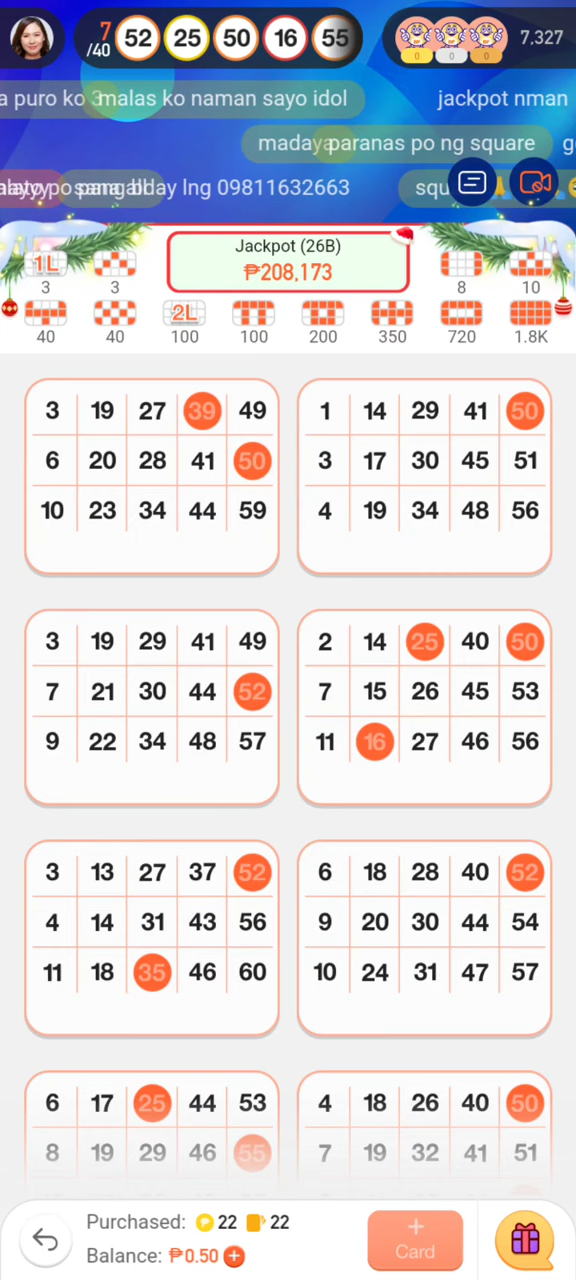 7
/40
52 25 50 16 55
0 0 0
7,327
a puro ko 3 malas ko naman sayo idol jackpot nman
madaya paranas po ng square
bday lng 09811632663 squ
Jackpot (26B)
₱208,173
1L
3 3 8 10
2L
40 40 100 100 200 350 720 1.8K
3 19 27 39 49
6 20 28 41 50
10 23 34 44 59
1 14 29 41 50
3 17 30 45 51
4 19 34 48 56
3 19 29 41 49
7 21 30 44 52
9 22 34 48 57
2 14 25 40 50
7 15 26 45 53
11 16 27 46 56
3 13 27 37 52
4 14 31 43 56
11 18 35 46 60
6 18 28 40 52
9 20 30 44 54
10 24 31 47 57
6 17 25 44 53
8 19 29 46 55
4 18 26 40 50
7 19 32 41 51
Purchased: 22 22
Balance: ₱0.50 +
+
Card